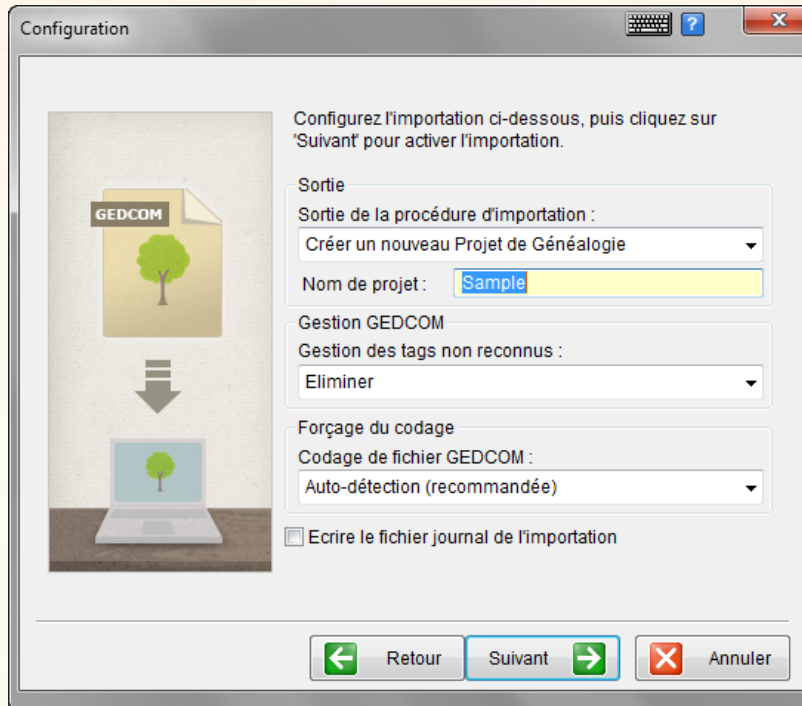 Configuration
?
Configurez l'importation ci-dessous, puis cliquez sur
'Suivant' pour activer l'importation.
GEDCOM
Sortie
Sortie de la procédure d'importation :
Créer un nouveau Projet de Généalogie
Nom de projet : Sample
Gestion GEDCOM
Gestion des tags non reconnus :
Eliminer
Forçage du codage
Codage de fichier GEDCOM :
Auto-détection (recommandée)
Ecrire le fichier journal de l'importation
Retour Suivant Annuler